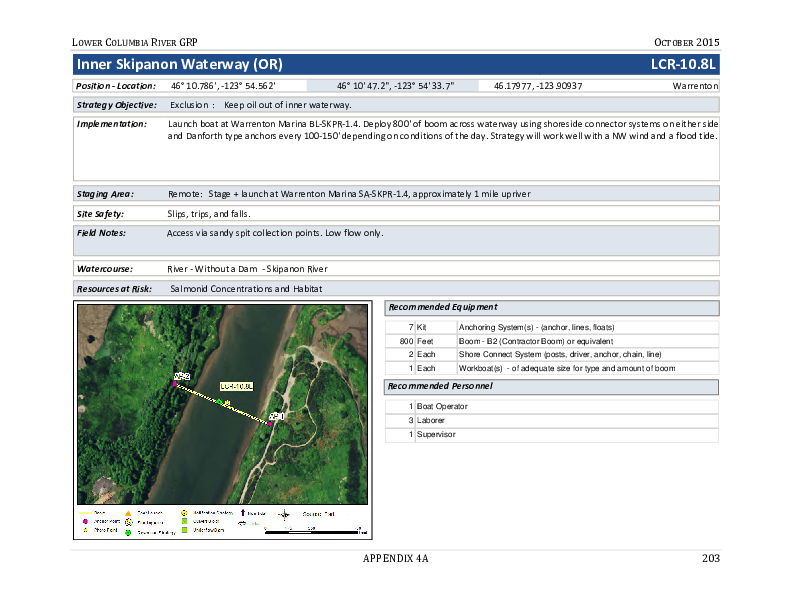 LOWER COLUMBIA RIVER GRP OCTOBER 2015
Inner Skipanon Waterway (OR) LCR-10.8L
Position - Location: 46° 10.786', -123° 54.562' 46° 10' 47.2", -123° 54' 33.7" 46.17977, -123.90937 Warrenton
Strategy Objective: Exclusion : Keep oil out of inner waterway.
Implementation: Launch boat at Warrenton Marina BL-SKPR-1.4. Deploy 800' of boom across waterway using shoreside connector systems on either side
and Danforth type anchors every 100-150' depending on conditions of the day. Strategy will work well with a NW wind and a flood tide.
Staging Area: Remote: Stage + launch at Warrenton Marina SA-SKPR-1.4, approximately 1 mile upriver
Site Safety: Slips, trips, and falls.
Field Notes: Access via sandy spit collection points. Low flow only.
Watercourse: River - Without a Dam - Skipanon River
Resources at Risk: Salmonid Concentrations and Habitat
Recommended Equipment
7 Kit Anchoring System(s) - (anchor, lines, floats)
800 Feet Boom - B2 (Contractor Boom) or equivalent
2 Each Shore Connect System (posts, driver, anchor, chain, line)
1 Each Workboat(s) - of adequate size for type and amount of boom
Recommended Personnel
1 Boat Operator
3 Laborer
1 Supervisor
LCR-10.8L
Anchor Point
Photo Point
APPENDIX 4A 203